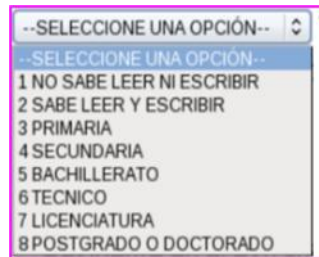 --SELECCIONE UNA OPCIÓN--
--SELECCIONE UNA OPCIÓN--
1 NO SABE LEER NI ESCRIBIR
2 SABE LEER Y ESCRIBIR
3 PRIMARIA
4 SECUNDARIA
5 BACHILLERATO
6 TECNICO
7 LICENCIATURA
8 POSTGRADO O DOCTORADO